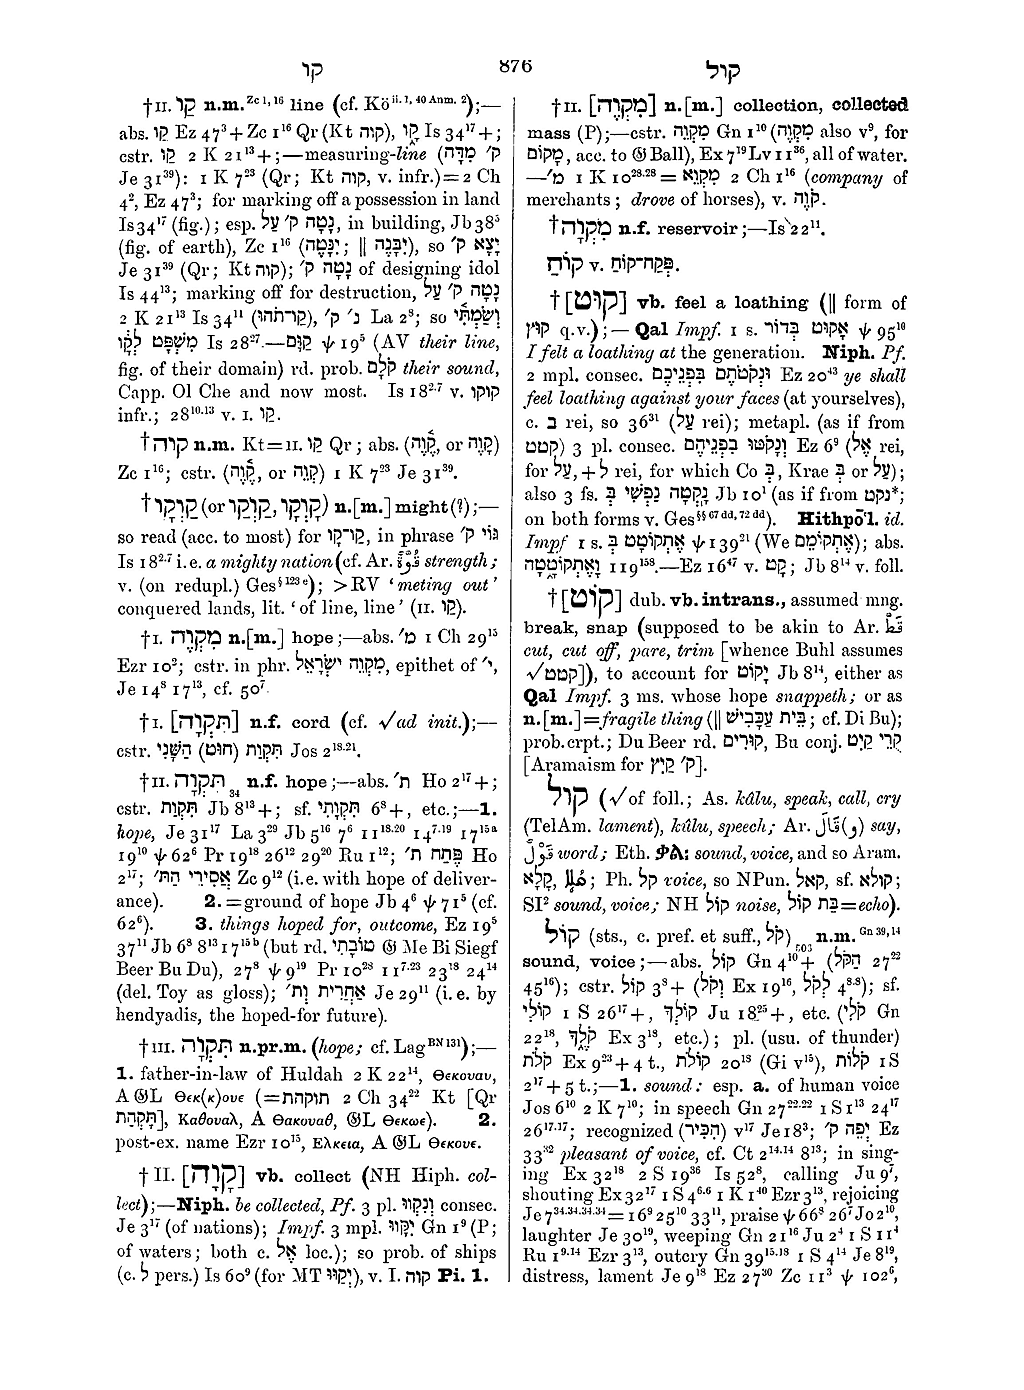 קו
876
קול
†II. קָו n.m. Zc 1, 16 line (cf. Kö ii. 1, 40 Anm. 2);—
abs. קָו Ez 47³ + Zc 1¹⁶ Qr (Kt קוה), קַו Is 34¹⁷ +;
cstr. קַו 2 K 21¹³ +;—measuring-line (ק׳ מִדָּה
Je 31³⁹): 1 K 7²³ (Qr; Kt קוה, v. infr.) = 2 Ch
4², Ez 47³; for marking off a possession in land
Is 34¹⁷ (fig.); esp. נָטָה ק׳ עַל, in building, Jb 38⁵
(fig. of earth), Zc 1¹⁶ (יִנָּטֶה; ‖ יִבָּנֶה), so יָצָא ק׳
Je 31³⁹ (Qr; Kt קוה); נָטָה ק׳ of designing idol
Is 44¹³; marking off for destruction, נָטָה ק׳ עַל
2 K 21¹³ Is 34¹¹ (קַו־תֹהוּ), נ׳ ק׳ La 2⁸; so וְשַׂמְתִּי
מִשְׁפָּט לְקָו Is 28¹⁷.—קַוָּם ψ 19⁵ (AV their line,
fig. of their domain) rd. prob. קֹלָם their sound,
Capp. Ol Che and now most. Is 18²·⁷ v. קוקו
infr.; 28¹⁰·¹³ v. I. קַו.
†קוה n.m. Kt = II. קָו Qr; abs. (קָוֶה, or קָוֹה)
Zc 1¹⁶; cstr. (קְוֵה, or קְוֹה) 1 K 7²³ Je 31³⁹.
†קַוְקַו (or קַוְקָו, קָוקָו) n.[m.] might(?);—
so read (acc. to most) for קַו־קָו, in phrase גּוֹי ק׳
Is 18²·⁷ i.e. a mighty nation (cf. Ar. قُوَّةٌ strength;
v. (on redupl.) Ges § 123 e); > RV ‘meting out’
conquered lands, lit. ‘of line, line’ (II. קַו).
†I. מִקְוֶה n.[m.] hope;—abs. מ׳ 1 Ch 29¹⁵
Ezr 10²; cstr. in phr. מִקְוֵה יִשְׂרָאֵל, epithet of י׳,
Je 14⁸ 17¹³, cf. 50⁷.
†I. [תִּקְוָה] n.f. cord (cf. √ad init.);—
cstr. תִּקְוַת (חוּט) הַשָּׁנִי Jos 2¹⁸·²¹.
†II. תִּקְוָה 34 n.f. hope;—abs. ת׳ Ho 2¹⁷ +;
cstr. תִּקְוַת Jb 8¹³ +; sf. תִּקְוָתִי 6⁸ +, etc.;—1.
hope, Je 31¹⁷ La 3²⁹ Jb 5¹⁶ 7⁶ 11¹⁸·²⁰ 14⁷·¹⁹ 17¹⁵ᵃ
19¹⁰ ψ 62⁶ Pr 19¹⁸ 26¹² 29²⁰ Ru 1¹²; פֶּתַח ת׳ Ho
2¹⁷; אֲסִירֵי הַתּ׳ Zc 9¹² (i.e. with hope of deliver-
ance). 2. = ground of hope Jb 4⁶ ψ 71⁵ (cf.
62⁶). 3. things hoped for, outcome, Ez 19⁵
37¹¹ Jb 6⁸ 8¹³ 17¹⁵ᵇ (but rd. טוֹבָתִי 𝔊 Me Bi Siegf
Beer Bu Du), 27⁸ ψ 9¹⁹ Pr 10²⁸ 11⁷·²³ 23¹⁸ 24¹⁴
(del. Toy as gloss); אַחֲרִית וְת׳ Je 29¹¹ (i.e. by
hendyadis, the hoped-for future).
†III. תִּקְוָה n.pr.m. (hope; cf. Lag BN 131);—
1. father-in-law of Huldah 2 K 22¹⁴, Θεκουαν,
A 𝔊L Θεκ(κ)ουε (= תוקהת 2 Ch 34²² Kt [Qr
תָּקְהַת], Καθουαλ, A Θακουαθ, 𝔊L Θεκωε). 2.
post-ex. name Ezr 10¹⁵, Ελκεια, A 𝔊L Θεκουε.
†II. [קָוָה] vb. collect (NH Hiph. col-
lect);—Niph. be collected, Pf. 3 pl. וְנִקְווּ consec.
Je 3¹⁷ (of nations); Impf. 3 mpl. יִקָּווּ Gn 1⁹ (P;
of waters; both c. אֶל loc.); so prob. of ships
(c. לְ pers.) Is 60⁹ (for MT יְקַוּוּ), v. I. קוה Pi. 1.
†II. [מִקְוֶה] n.[m.] collection, collected
mass (P);—cstr. מִקְוֵה Gn 1¹⁰ (מִקְוֶה also v⁹, for
מָקוֹם, acc. to 𝔊 Ball), Ex 7¹⁹ Lv 11³⁶, all of water.
—מ׳ 1 K 10²⁸·²⁸ = מִקְוֵא 2 Ch 1¹⁶ (company of
merchants; drove of horses), v. קְוֵה.
†מִקְוָה n.f. reservoir;—Is 22¹¹.
קוֹחַ v. פְּקַח־קוֹחַ.
†[קוּט] vb. feel a loathing (‖ form of
קוּץ q.v.);—Qal Impf. 1 s. אָקוּט בְּדוֹר ψ 95¹⁰
I felt a loathing at the generation. Niph. Pf.
2 mpl. consec. וּנְקֹטֹתֶם בִּפְנֵיכֶם Ez 20⁴³ ye shall
feel loathing against your faces (at yourselves),
c. בְּ rei, so 36³¹ (עַל rei); metapl. (as if from
קטט) 3 pl. consec. וְנָקֹטּוּ בִּפְנֵיהֶם Ez 6⁹ (אֶל rei,
for עַל, + לְ rei, for which Co בְּ, Krae בְּ or עַל);
also 3 fs. נָקְטָה נַפְשִׁי בְּ Jb 10¹ (as if from נקט*;
on both forms v. Ges §§ 67 dd, 72 dd). Hithpō'l. id.
Impf 1 s. אֶתְקוֹטָט בְּ ψ 139²¹ (We אֶתְקוֹמֵם); abs.
וָאֶתְקוֹטָטָה 119¹⁵⁸.—Ez 16⁴⁷ v. קָט; Jb 8¹⁴ v. foll.
†[קוֹט] dub. vb. intrans., assumed mng.
break, snap (supposed to be akin to Ar. قَطَّ
cut, cut off, pare, trim [whence Buhl assumes
√קטט]), to account for יָקוֹט Jb 8¹⁴, either as
Qal Impf. 3 ms. whose hope snappeth; or as
n.[m.] = fragile thing (‖ בֵּית עַכָּבִישׁ; cf. Di Bu);
prob. crpt.; Du Beer rd. קוּרִים, Bu conj. קֻרֵי קַיִט
[Aramaism for ק׳ קַיִץ].
קול (√ of foll.; As. kâlu, speak, call, cry
(TelAm. lament), kûlu, speech; Ar. قَالَ (و) say,
قَوْلٌ word; Eth. ቃል: sound, voice, and so Aram.
קָלָא, ܩܳܠܳܐ; Ph. קל voice, so NPun. קאל, sf. קולא;
SI² sound, voice; NH קוֹל noise, בַּת קוֹל = echo).
קוֹל (sts., c. pref. et suff., קֹל) 503 n.m. Gn 39, 14
sound, voice;—abs. קוֹל Gn 4¹⁰ + (הַקֹּל 27²²
45¹⁶); cstr. קוֹל 3⁸ + (קֹל Ex 19¹⁶, לְקֹל 4⁸·⁸); sf.
קוֹלִי 1 S 26¹⁷ +, קוֹלְךָ Ju 18²⁵ +, etc. (קֹלִי Gn
22¹⁸, קֹלֶךָ Ex 3¹⁸, etc.); pl. (usu. of thunder)
קֹלֹת Ex 9²³ + 4 t., קוֹלֹת 20¹⁸ (Gi v¹⁵), קֹלוֹת 1 S
2¹⁷ + 5 t.;—1. sound: esp. a. of human voice
Jos 6¹⁰ 2 K 7¹⁰; in speech Gn 27²²·²² 1 S 1¹³ 24¹⁷
26¹⁷·¹⁷; recognized (הִכִּיר) v¹⁷ Je 18³; יְפֵה ק׳ Ez
33³² pleasant of voice, cf. Ct 2¹⁴·¹⁴ 8¹³; in sing-
ing Ex 32¹⁸ 2 S 19³⁶ Is 52⁸, calling Ju 9⁷,
shouting Ex 32¹⁷ 1 S 4⁶·⁶ 1 K 1⁴⁰ Ezr 3¹³, rejoicing
Je 7³⁴·³⁴·³⁴·³⁴ = 16⁹ 25¹⁰ 33¹¹, praise ψ 66⁸ 26⁷ Jo 2¹⁰,
laughter Je 30¹⁹, weeping Gn 21¹⁶ Ju 2⁴ 1 S 11⁴
Ru 1⁹·¹⁴ Ezr 3¹³, outcry Gn 39¹⁵·¹⁸ 1 S 4¹⁴ Je 8¹⁹,
distress, lament Je 9¹⁸ Ez 27³⁰ Zc 11³ ψ 102⁶,